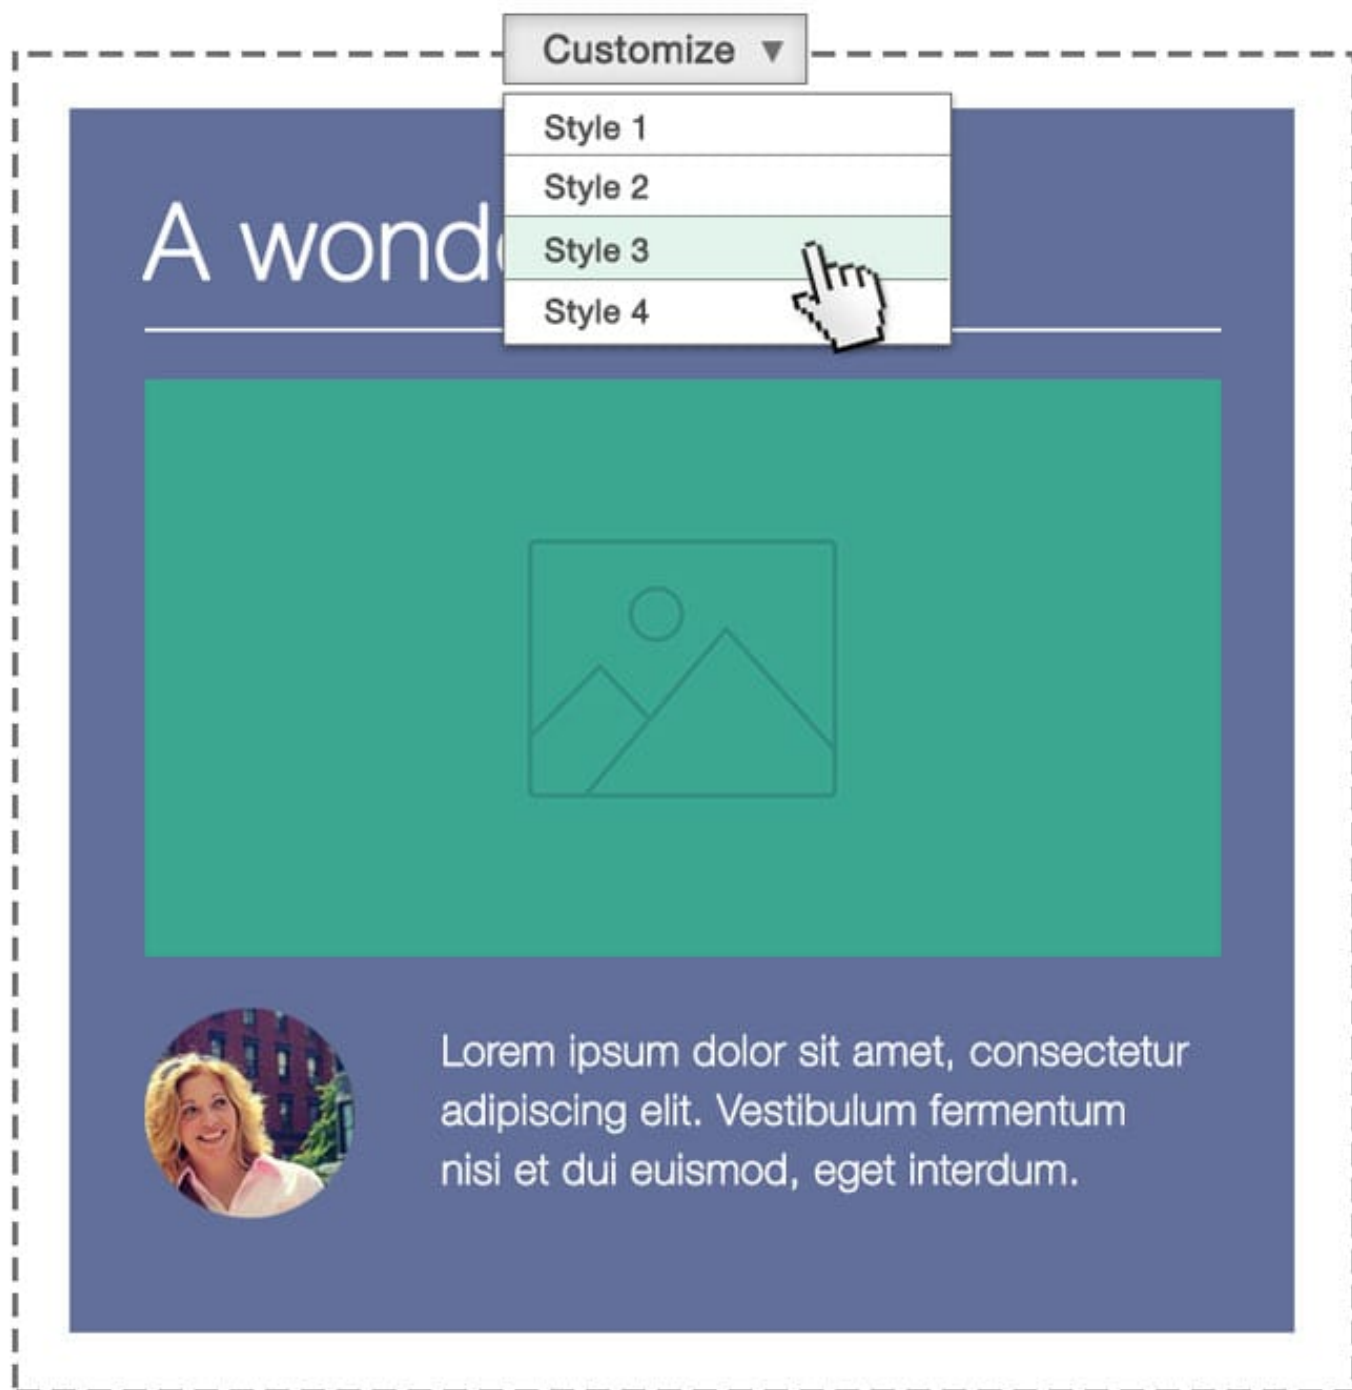 Customize ▼
Style 1
Style 2
Style 3
Style 4
A
Lorem ipsum dolor sit amet, consectetur
adipiscing elit. Vestibulum fermentum
nisi et dui euismod, eget interdum.